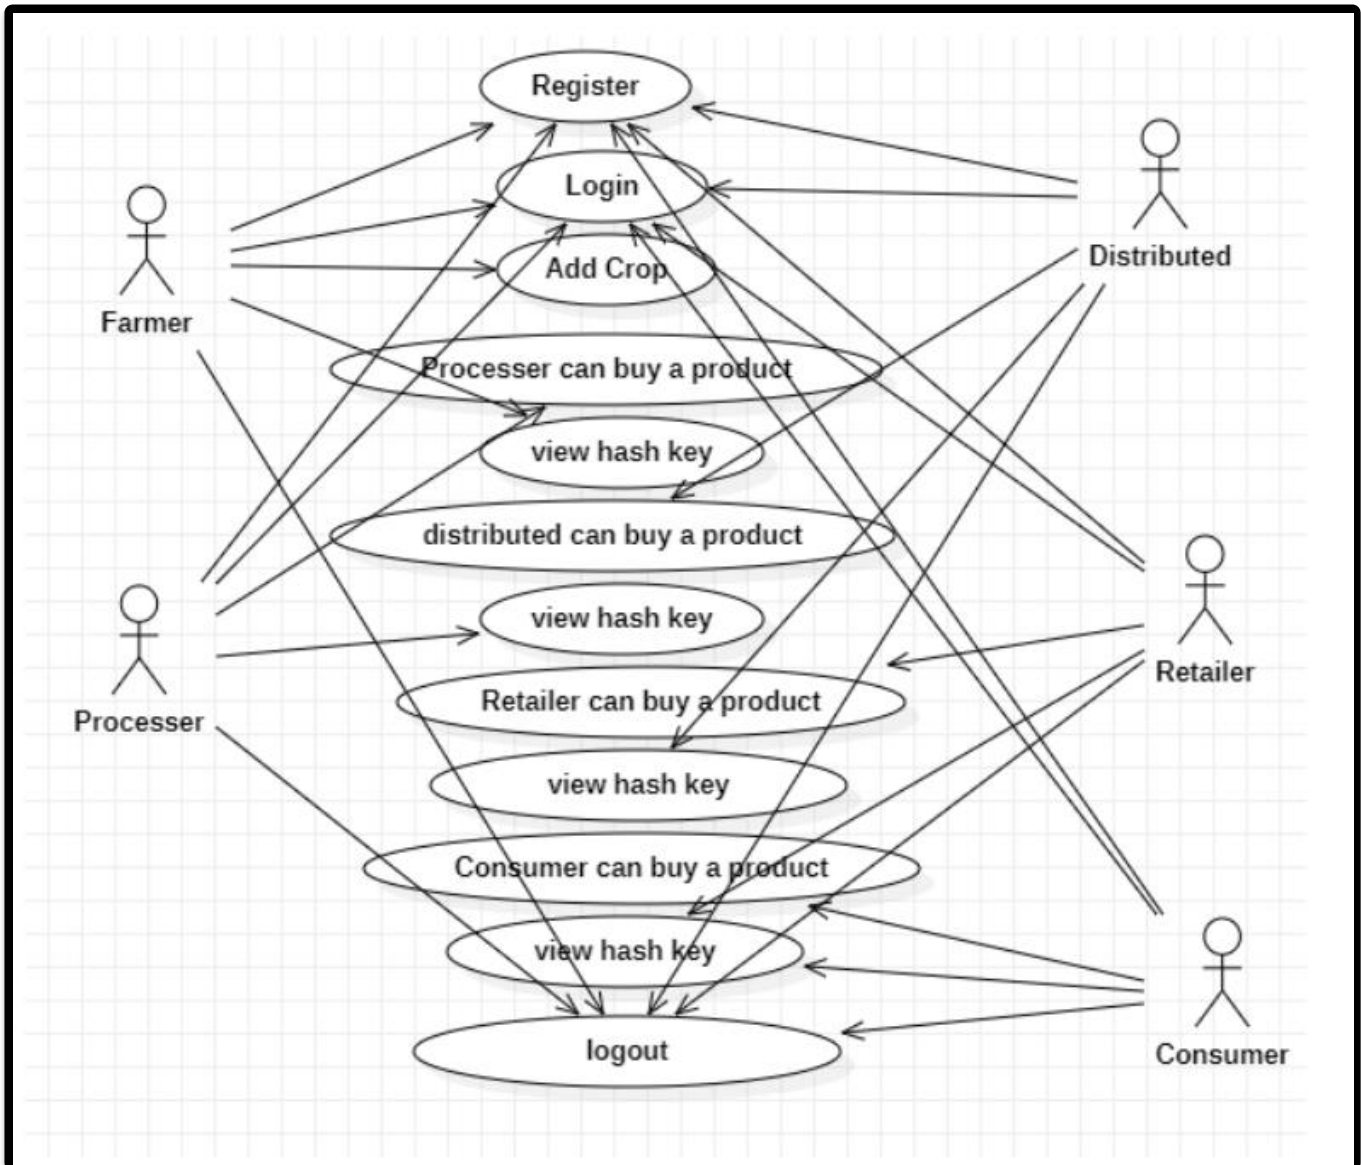 Register
Login
Add Crop
Processer can buy a product
view hash key
distributed can buy a product
view hash key
Retailer can buy a product
view hash key
Consumer can buy a product
view hash key
logout
Farmer
Processer
Distributed
Retailer
Consumer